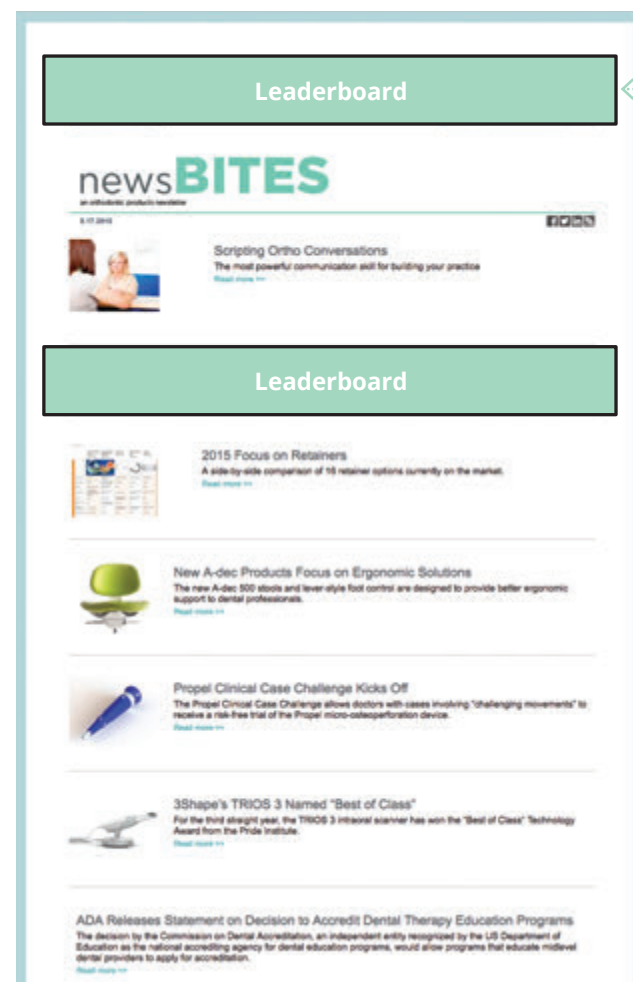 Leaderboard
newsBITES
an orthodontic products newsletter
Scripting Ortho Conversations
The most powerful communication skill for building your practice
Read more >>
Leaderboard
2015 Focus on Retainers
A side-by-side comparison of 16 retainer options currently on the market.
Read more >>
New A-dec Products Focus on Ergonomic Solutions
The new A-dec 500 stools and lever-style foot control are designed to provide better ergonomic
support to dental professionals.
Read more >>
Propel Clinical Case Challenge Kicks Off
The Propel Clinical Case Challenge allows doctors with cases involving "challenging movements" to
receive a risk-free trial of the Propel micro-osteoperforation device.
Read more >>
3Shape's TRIOS 3 Named "Best of Class"
For the third straight year, the TRIOS 3 intraoral scanner has won the "Best of Class" Technology
Award from the Pride Institute.
Read more >>
ADA Releases Statement on Decision to Accredit Dental Therapy Education Programs
The decision by the Commission on Dental Accreditation, an independent entity recognized by the US Department of
Education as the national accrediting agency for dental education programs, would allow programs that educate midlevel
dental providers to apply for accreditation.
Read more >>